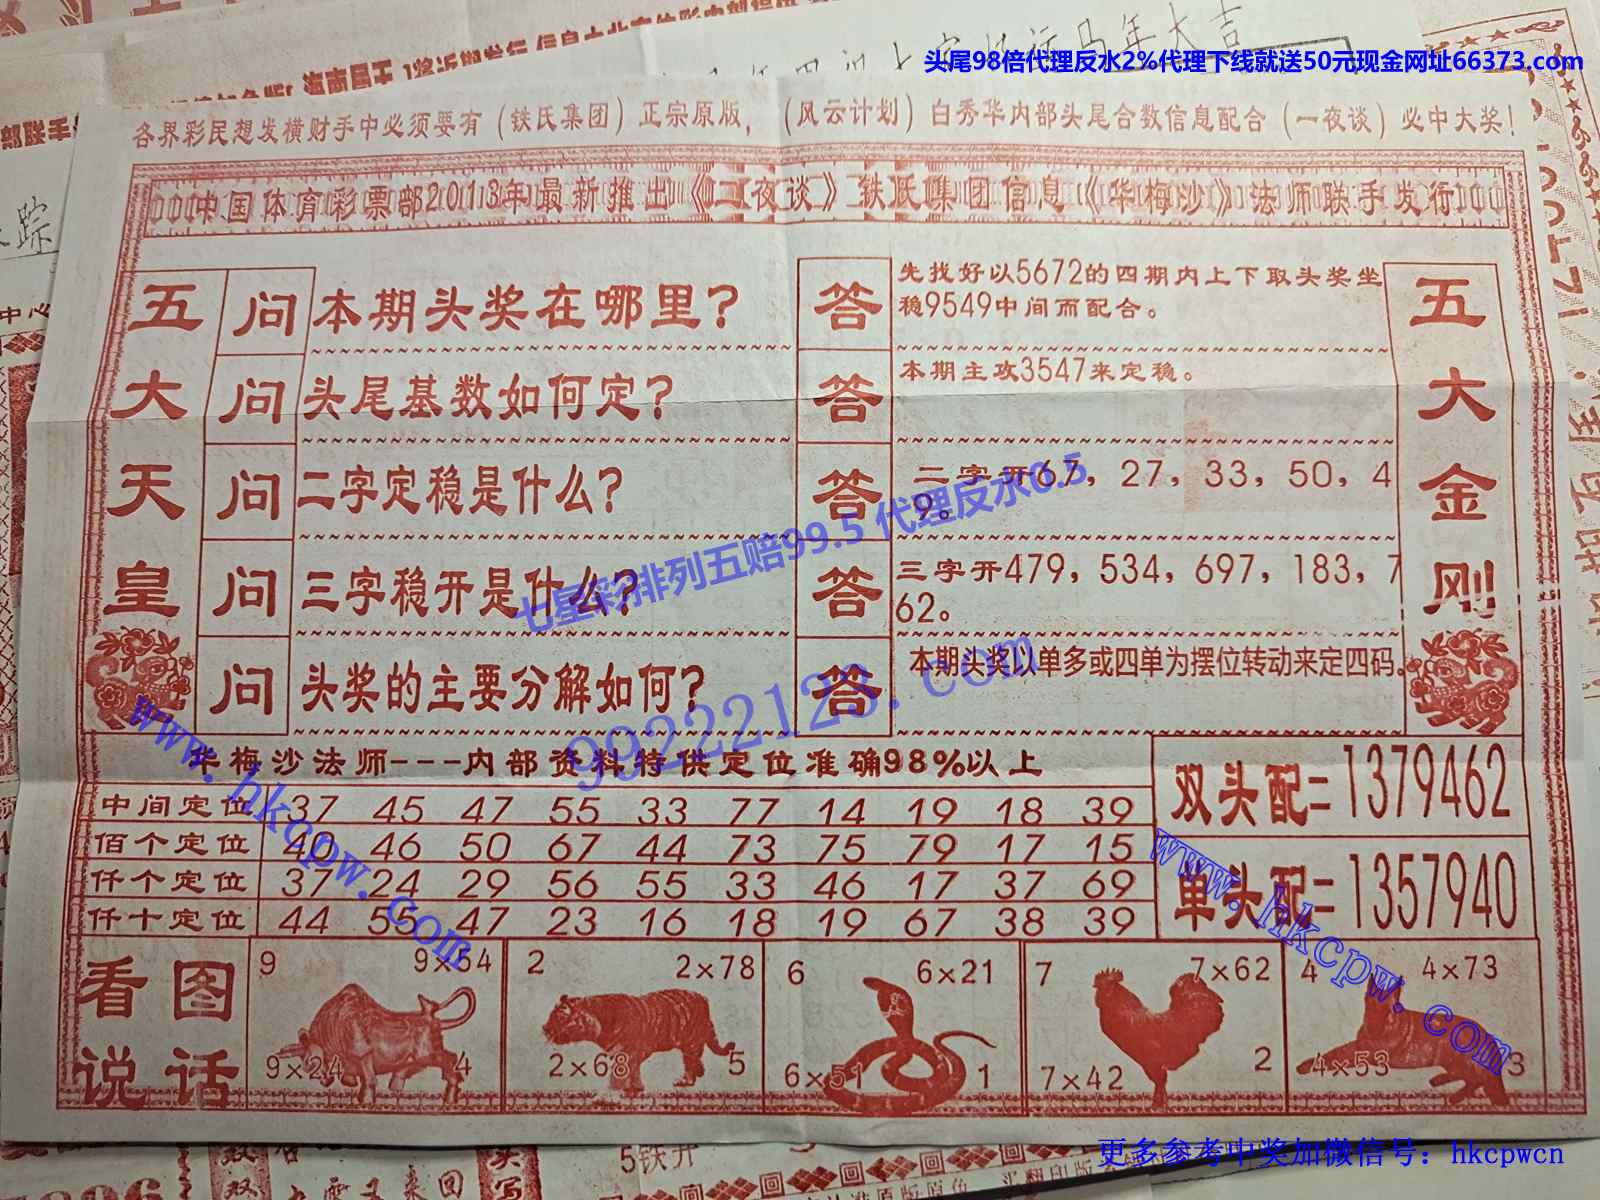 头尾98倍代理反水2%代理下线就送50元现金网址66373.com
各界彩民想发横财手中必须要有（铁氏集团）正宗原版，（风云计划）白秀华内部头尾合数信息配合（一夜谈）必中大奖！
中国体育彩票部2013年最新推出《一夜谈》铁氏集团信息《华梅沙》法师联手发行
五大天皇
问 本期头奖在哪里？
答 先找好以5672的四期内上下取头奖坐
稳9549中间而配合。
问 头尾基数如何定？
答 本期主攻3547来定稳。
问 二字定稳是什么？
答 二字开67，27，33，50，4
9。
问 三字稳开是什么？
答 三字开479，534，697，183，7
62。
问 头奖的主要分解如何？
答 本期头奖以单多或四单为摆位转动来定四码。
五大金刚
七星彩排列五赔99.5 代理反水0.5
99222123.com
www.hkcpw.com
华梅沙法师---内部资料特供定位准确98%以上
中间定位 37 45 47 55 33 77 14 19 18 39
佰个定位 40 46 50 67 44 73 75 79 17 15
仟个定位 37 24 29 56 55 33 46 17 37 69
仟十定位 44 55 47 23 16 18 19 67 38 39
双头配=1379462
单头配=1357940
www.hkcpw.com
看图
说话
9 9×54
9×24 4
2 2×78
2×68 5
6 6×21
6×51 1
7 7×62
7×42 2
4 4×73
4×53 3
更多参考中奖加微信号：hkcpwcn
5铁开